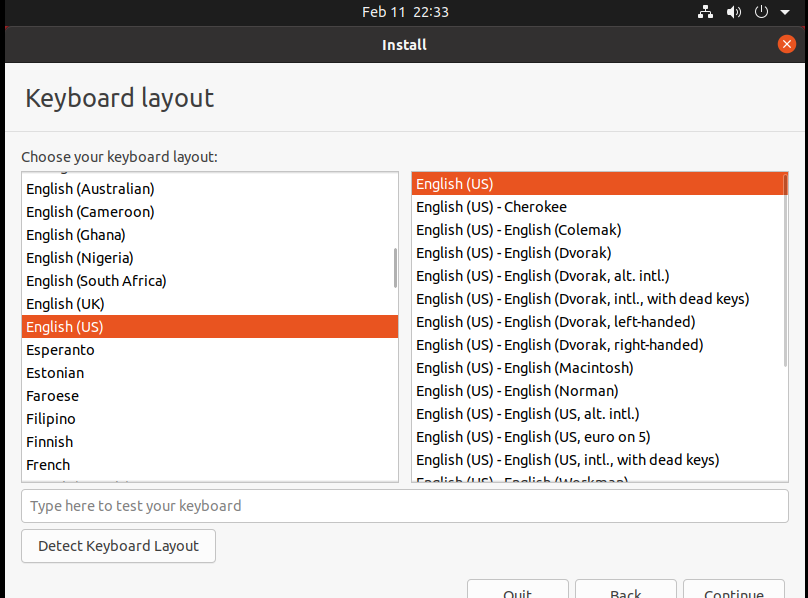 Feb 11 22:33
Install
Keyboard layout
Choose your keyboard layout:
English (Australian)
English (Cameroon)
English (Ghana)
English (Nigeria)
English (South Africa)
English (UK)
English (US)
Esperanto
Estonian
Faroese
Filipino
Finnish
French
English (US)
English (US) - Cherokee
English (US) - English (Colemak)
English (US) - English (Dvorak)
English (US) - English (Dvorak, alt. intl.)
English (US) - English (Dvorak, intl., with dead keys)
English (US) - English (Dvorak, left-handed)
English (US) - English (Dvorak, right-handed)
English (US) - English (Macintosh)
English (US) - English (Norman)
English (US) - English (US, alt. intl.)
English (US) - English (US, euro on 5)
English (US) - English (US, intl., with dead keys)
English (US) - English (Workman)
Type here to test your keyboard
Detect Keyboard Layout
Quit
Back
Continue